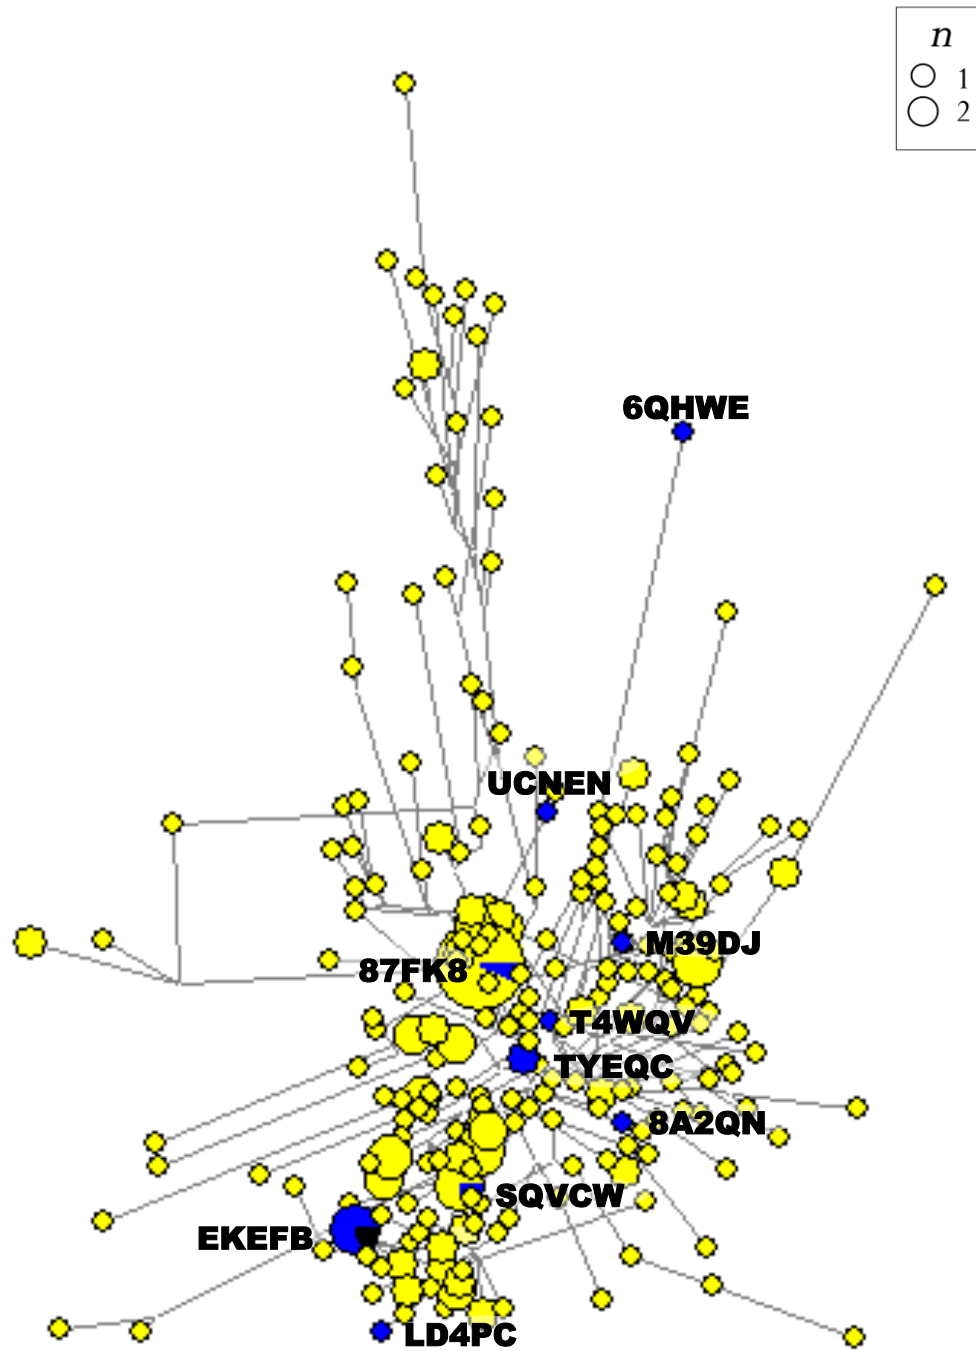 n
1
2
6QHWE
UCNEN
M39DJ
87FK8
T4WQV
TYEQC
8A2QN
SQVCW
EKEFB
LD4PC